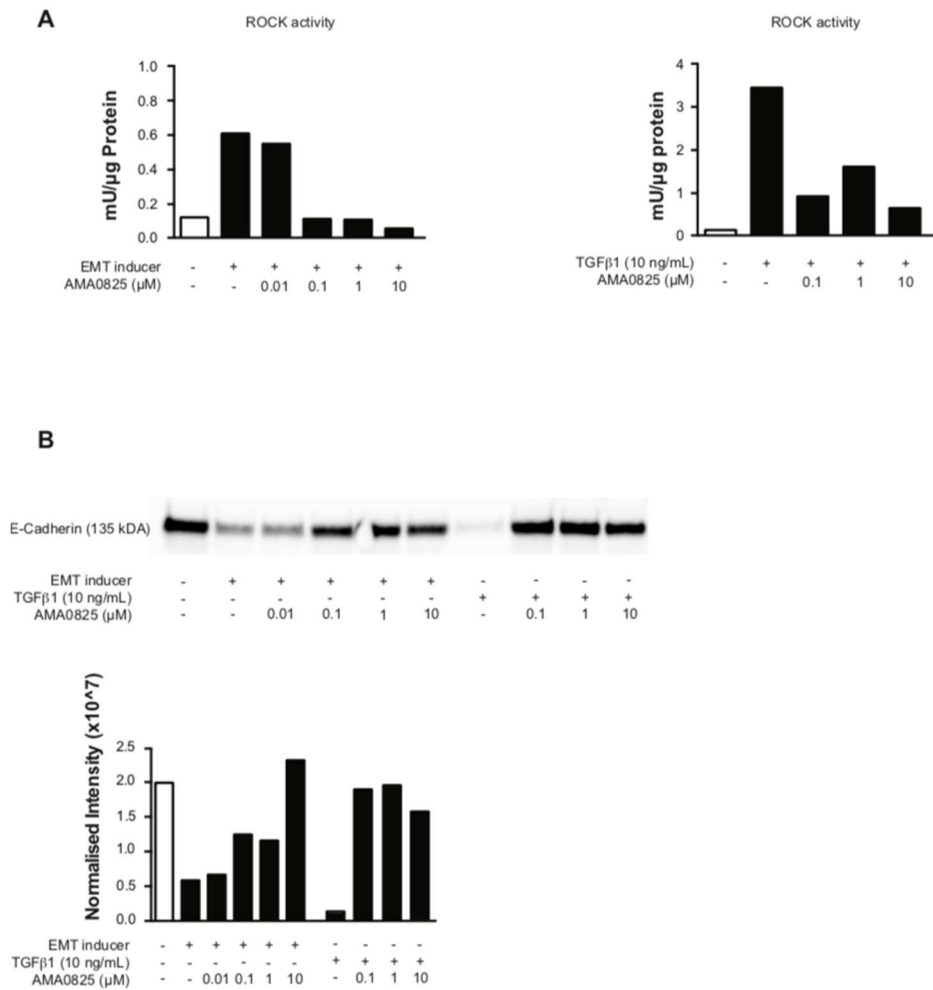 A
ROCK activity
ROCK activity
mU/µg Protein
1.0
0.8
0.6
0.4
0.2
0.0
EMT inducer - + + + + +
AMA0825 (µM) - - 0.01 0.1 1 10
mU/µg protein
4
3
2
1
0
TGFβ1 (10 ng/mL) - + + + +
AMA0825 (µM) - - 0.1 1 10
B
E-Cadherin (135 kDA)
EMT inducer - + + + + + - - - -
TGFβ1 (10 ng/mL) - - - - - - + + + +
AMA0825 (µM) - - 0.01 0.1 1 10 - 0.1 1 10
Normalised Intensity (x10^7)
2.5
2.0
1.5
1.0
0.5
0.0
EMT inducer - + + + + + - - - -
TGFβ1 (10 ng/mL) - - - - - - + + + +
AMA0825 (µM) - - 0.01 0.1 1 10 - 0.1 1 10